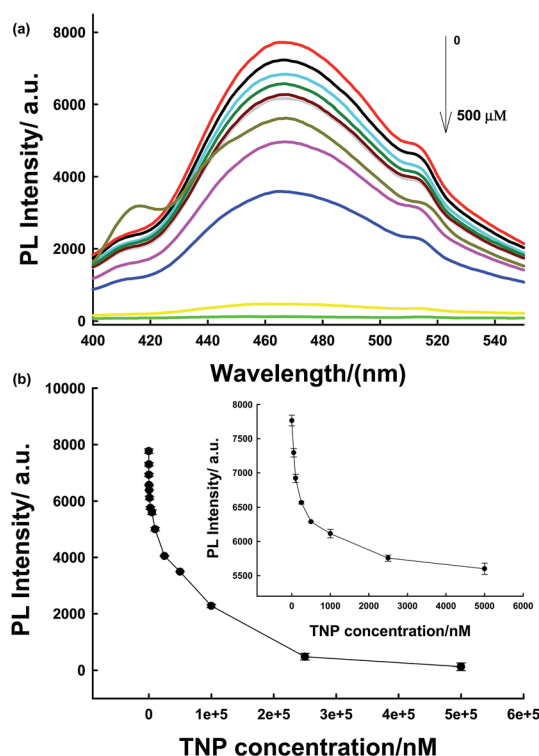 (a)
8000
6000
4000
2000
0
PL Intensity/ a.u.
0
500 μM
400 420 440 460 480 500 520 540
Wavelength/(nm)
(b)
10000
8000
6000
4000
2000
0
PL Intensity/ a.u.
8000
7500
7000
6500
6000
5500
PL Intensity/ a.u.
0 1000 2000 3000 4000 5000 6000
TNP concentration/nM
0 1e+5 2e+5 3e+5 4e+5 5e+5 6e+5
TNP concentration/nM